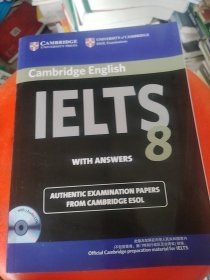 CAMBRIDGE UNIVERSITY PRESS
UNIVERSITY of CAMBRIDGE
ESOL Examinations
Cambridge English
IELTS 8
WITH ANSWERS
AUTHENTIC EXAMINATION PAPERS
FROM CAMBRIDGE ESOL
Official Cambridge preparation material for IELTS